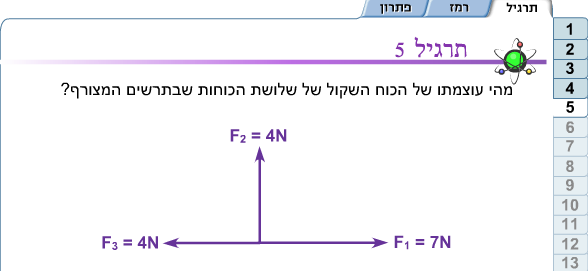 תרגיל
רמז
פתרון
תרגיל 5
מהי עוצמתו של הכוח השקול של שלושת הכוחות שבתרשים המצורף?
F₂ = 4N
F₃ = 4N
F₁ = 7N
1
2
3
4
5
6
7
8
9
10
11
12
13